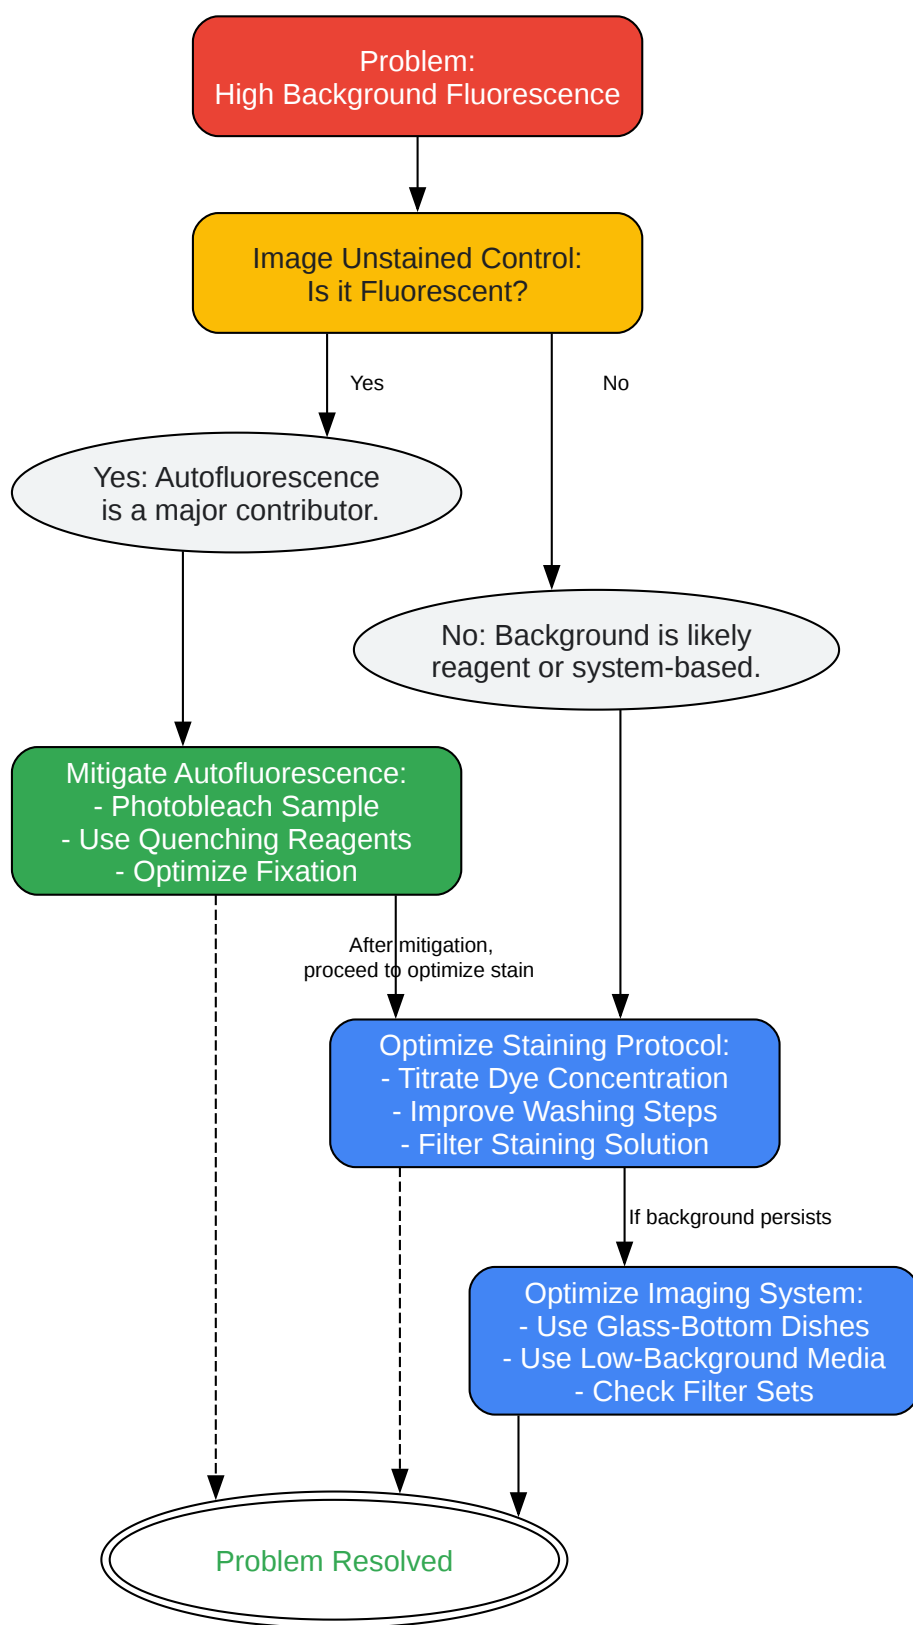 Problem:
High Background Fluorescence
Image Unstained Control:
Is it Fluorescent?
Yes
No
Yes: Autofluorescence
is a major contributor.
No: Background is likely
reagent or system-based.
Mitigate Autofluorescence:
- Photobleach Sample
- Use Quenching Reagents
- Optimize Fixation
After mitigation,
proceed to optimize stain
Optimize Staining Protocol:
- Titrate Dye Concentration
- Improve Washing Steps
- Filter Staining Solution
If background persists
Optimize Imaging System:
- Use Glass-Bottom Dishes
- Use Low-Background Media
- Check Filter Sets
Problem Resolved